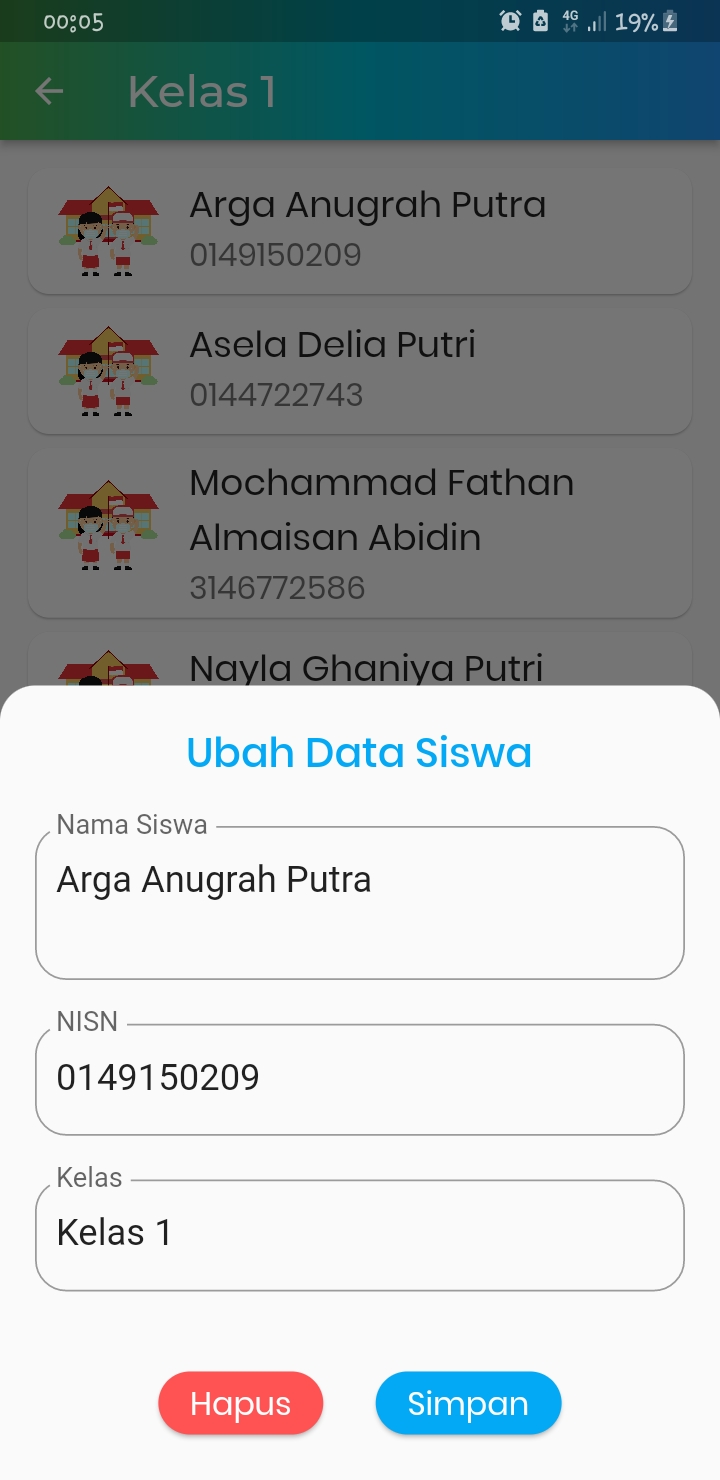 00:05
4G
19%
Kelas 1
Arga Anugrah Putra
0149150209
Asela Delia Putri
0144722743
Mochammad Fathan
Almaisan Abidin
3146772586
Nayla Ghaniya Putri
Ubah Data Siswa
Nama Siswa
Arga Anugrah Putra
NISN
0149150209
Kelas
Kelas 1
Hapus
Simpan